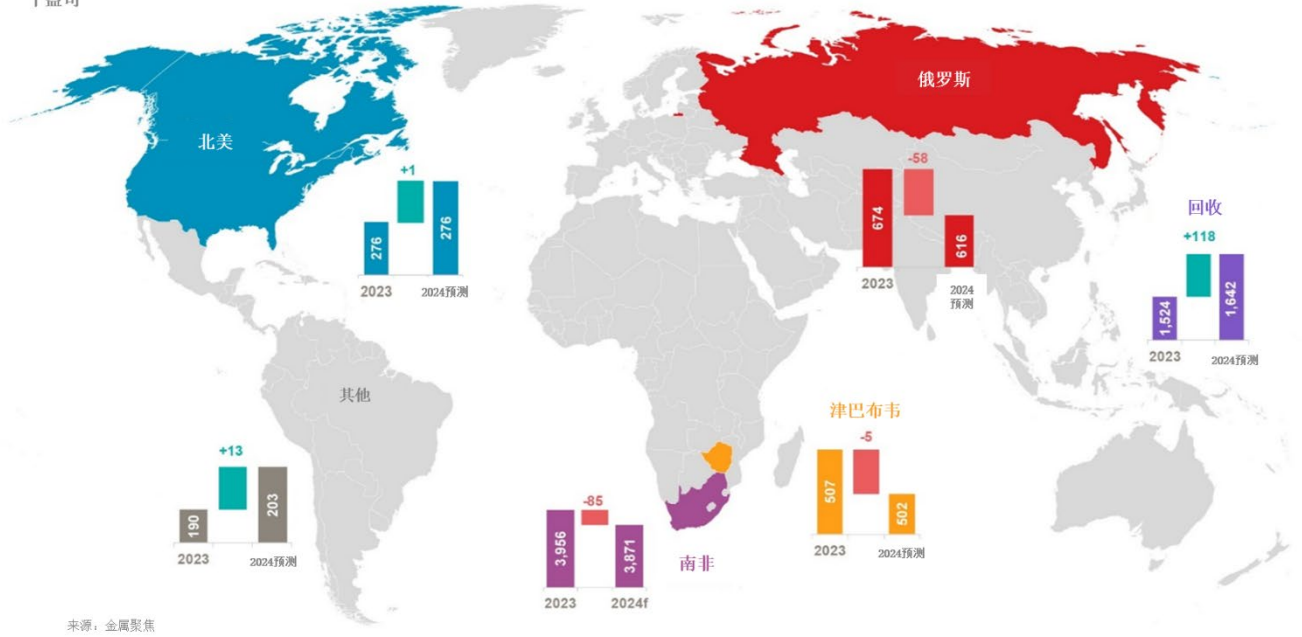 千盎司
俄罗斯
北美
-58
+1
回收
674
616
276
276
+118
2023
2024预测
2023
2024
预测
1,524
1,642
2023
2024预测
其他
津巴布韦
-5
+13
507
502
190
203
-85
3,956
3,871
2023
2024预测
2023
2024预测
南非
2023
2024f
来源：金属聚焦